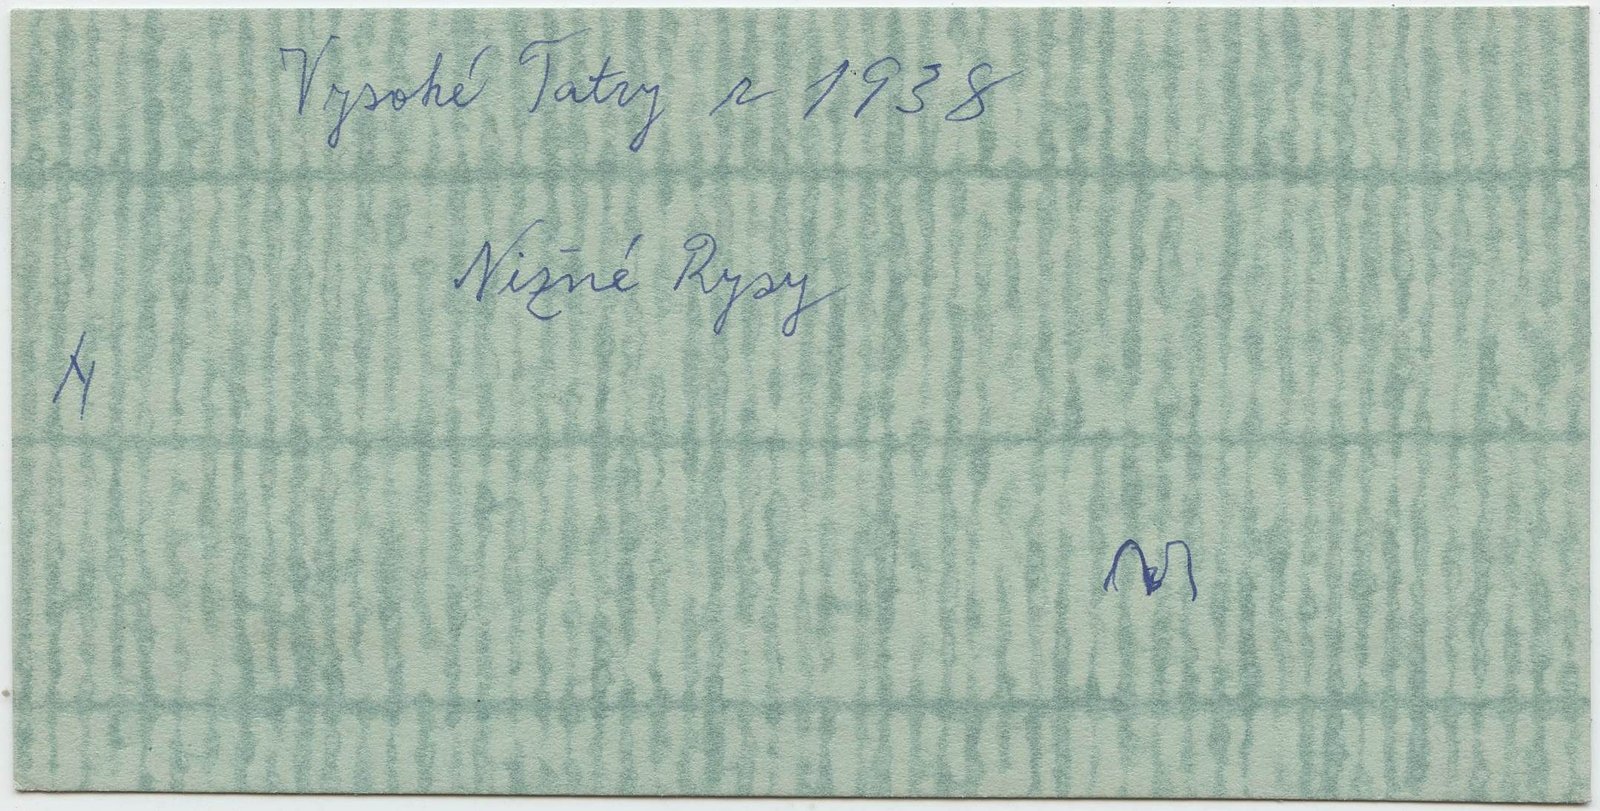 Vysoké Tatry r 1938
Nižné Rysy